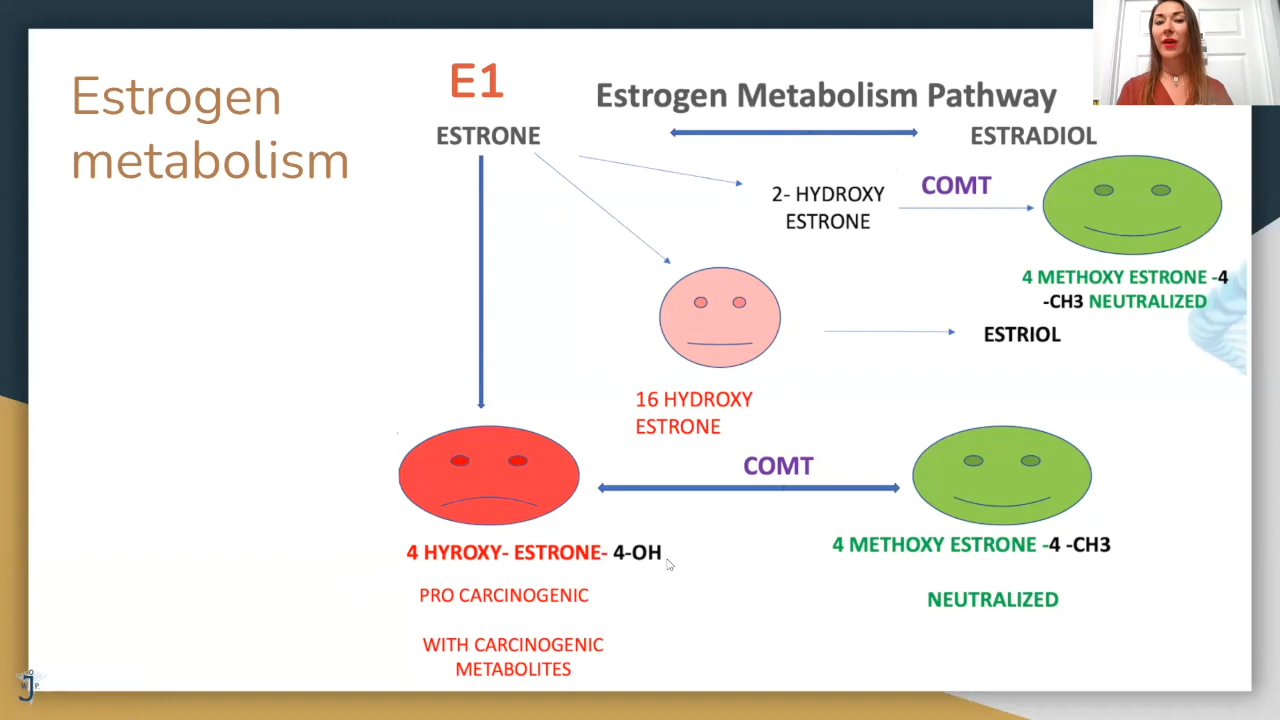 Estrogen
metabolism
E1
Estrogen Metabolism Pathway
ESTRONE
ESTRADIOL
2- HYDROXY
ESTRONE
COMT
4 METHOXY ESTRONE -4
-CH3 NEUTRALIZED
ESTRIOL
16 HYDROXY
ESTRONE
COMT
4 HYROXY- ESTRONE- 4-OH
4 METHOXY ESTRONE -4 -CH3
PRO CARCINOGENIC
NEUTRALIZED
WITH CARCINOGENIC
METABOLITES
W J P